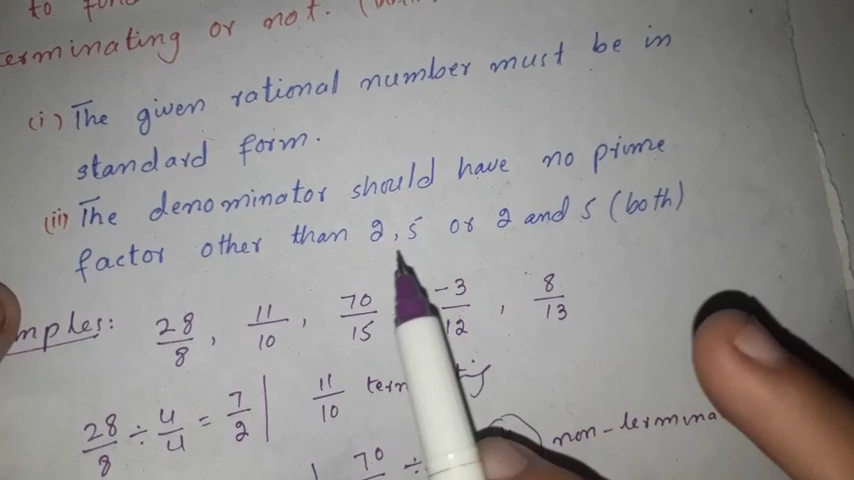 to
erminating or not.
(i) The given rational number must be in
standard form.
(ii) The denominator should have no prime
factor other than 2,5 or 2 and 5 (both)
mples: 28/8, 11/10, 70/15 -3/12, 8/13
28/8 ÷ 4/4 = 7/2 | 11/10
70 ÷ non-termina